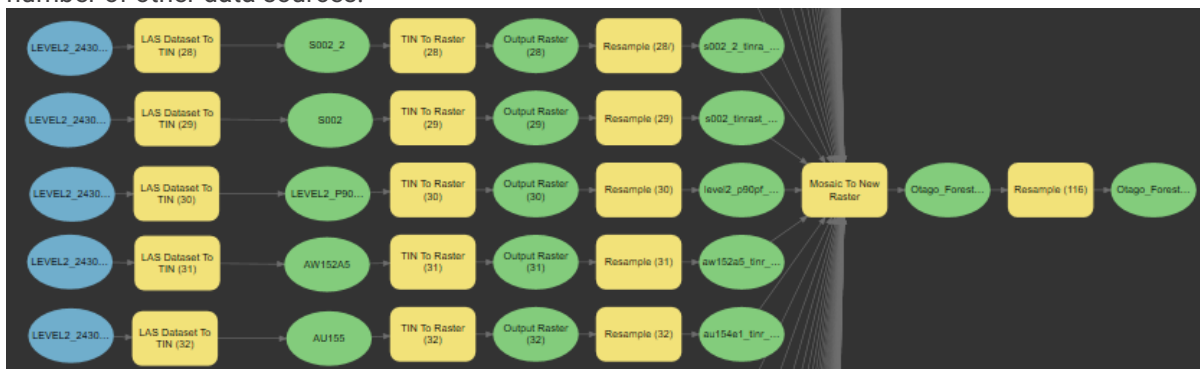 number of other data sources.
LEVEL2_2430...
LAS Dataset To
TIN (28)
S002_2
TIN To Raster
(28)
Output Raster
(28)
Resample (28/)
s002_2_tinra_...
LEVEL2_2430...
LAS Dataset To
TIN (29)
S002
TIN To Raster
(29)
Output Raster
(29)
Resample (29)
s002_tinrast_...
LEVEL2_2430...
LAS Dataset To
TIN (30)
LEVEL2_P90...
TIN To Raster
(30)
Output Raster
(30)
Resample (30)
level2_p90pf_...
Mosaic To New
Raster
Otago_Forest...
Resample (116)
Otago_Forest...
LEVEL2_2430...
LAS Dataset To
TIN (31)
AW152A5
TIN To Raster
(31)
Output Raster
(31)
Resample (31)
aw152a5_tinr_...
LEVEL2_2430...
LAS Dataset To
TIN (32)
AU155
TIN To Raster
(32)
Output Raster
(32)
Resample (32)
au154e1_tinr_...